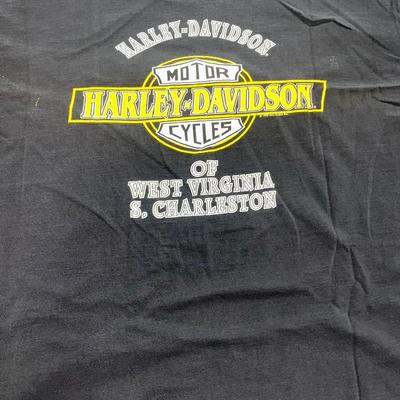 HARLEY-DAVIDSON
MOTOR
HARLEY-DAVIDSON
CYCLES
OF
WEST VIRGINIA
S. CHARLESTON